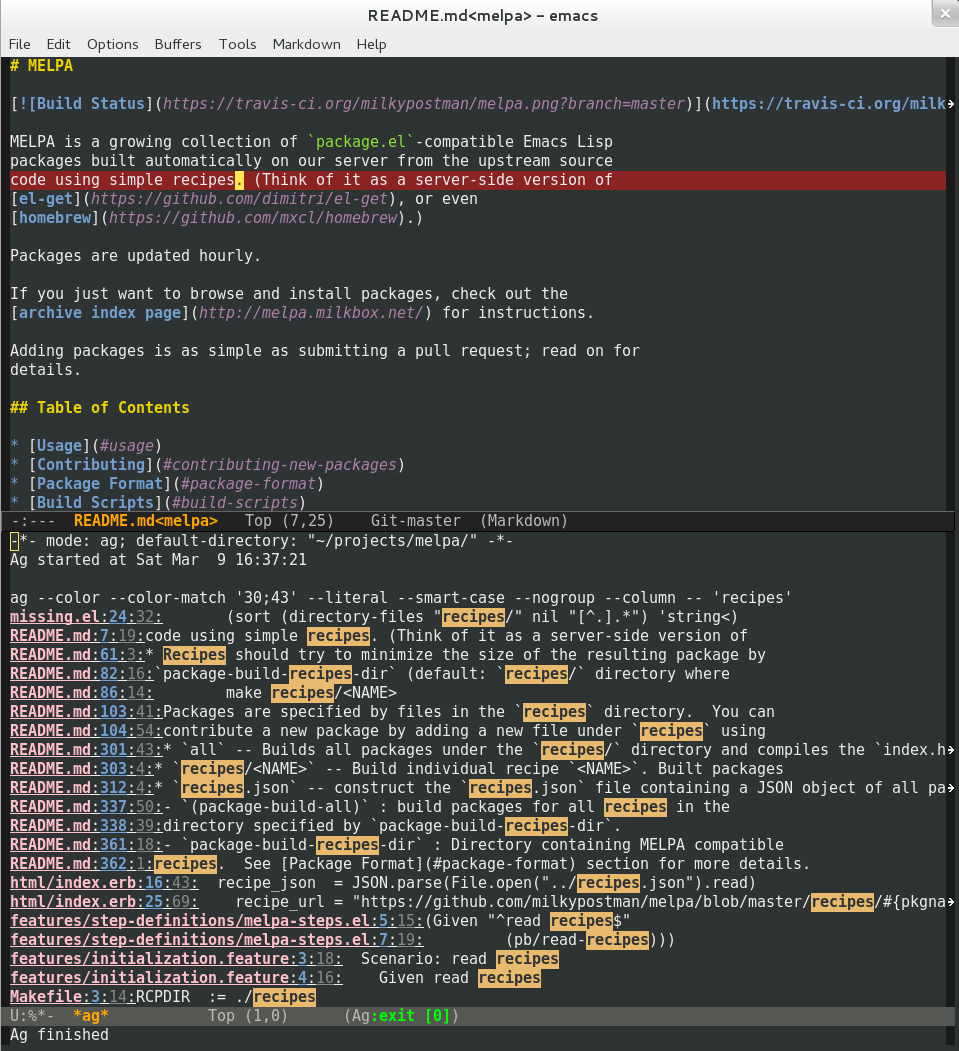 README.md<melpa> – emacs
File Edit Options Buffers Tools Markdown Help
# MELPA
[![Build Status](https://travis-ci.org/milkypostman/melpa.png?branch=master)](https://travis-ci.org/milk
MELPA is a growing collection of `package.el`-compatible Emacs Lisp
packages built automatically on our server from the upstream source
code using simple recipes. (Think of it as a server-side version of
[el-get](https://github.com/dimitri/el-get), or even
[homebrew](https://github.com/mxcl/homebrew).)
Packages are updated hourly.
If you just want to browse and install packages, check out the
[archive index page](http://melpa.milkbox.net/) for instructions.
Adding packages is as simple as submitting a pull request; read on for
details.
## Table of Contents
* [Usage](#usage)
* [Contributing](#contributing-new-packages)
* [Package Format](#package-format)
* [Build Scripts](#build-scripts)
-:---  README.md<melpa>   Top (7,25)    Git-master  (Markdown)
-*- mode: ag; default-directory: "~/projects/melpa/" -*-
Ag started at Sat Mar  9 16:37:21
ag --color --color-match '30;43' --literal --smart-case --nogroup --column -- 'recipes'
missing.el:24:32:       (sort (directory-files "recipes/" nil "[^.].*") 'string<)
README.md:7:19:code using simple recipes. (Think of it as a server-side version of
README.md:61:3:* Recipes should try to minimize the size of the resulting package by
README.md:82:16:`package-build-recipes-dir` (default: `recipes/` directory where
README.md:86:14:        make recipes/<NAME>
README.md:103:41:Packages are specified by files in the `recipes` directory.  You can
README.md:104:54:contribute a new package by adding a new file under `recipes` using
README.md:301:43:* `all` -- Builds all packages under the `recipes/` directory and compiles the `index.h
README.md:303:4:* `recipes/<NAME>` -- Build individual recipe `<NAME>`. Built packages
README.md:312:4:* `recipes.json` -- construct the `recipes.json` file containing a JSON object of all pa
README.md:337:50:- `(package-build-all)` : build packages for all recipes in the
README.md:338:39:directory specified by `package-build-recipes-dir`.
README.md:361:18:- `package-build-recipes-dir` : Directory containing MELPA compatible
README.md:362:1:recipes.  See [Package Format](#package-format) section for more details.
html/index.erb:16:43:  recipe_json  = JSON.parse(File.open("../recipes.json").read)
html/index.erb:25:69:    recipe_url = "https://github.com/milkypostman/melpa/blob/master/recipes/#{pkgna
features/step-definitions/melpa-steps.el:5:15:(Given "^read recipes$"
features/step-definitions/melpa-steps.el:7:19:         (pb/read-recipes)))
features/initialization.feature:3:18:  Scenario: read recipes
features/initialization.feature:4:16:    Given read recipes
Makefile:3:14:RCPDIR  := ./recipes
U:%*-  *ag*           Top (1,0)      (Ag:exit [0])
Ag finished